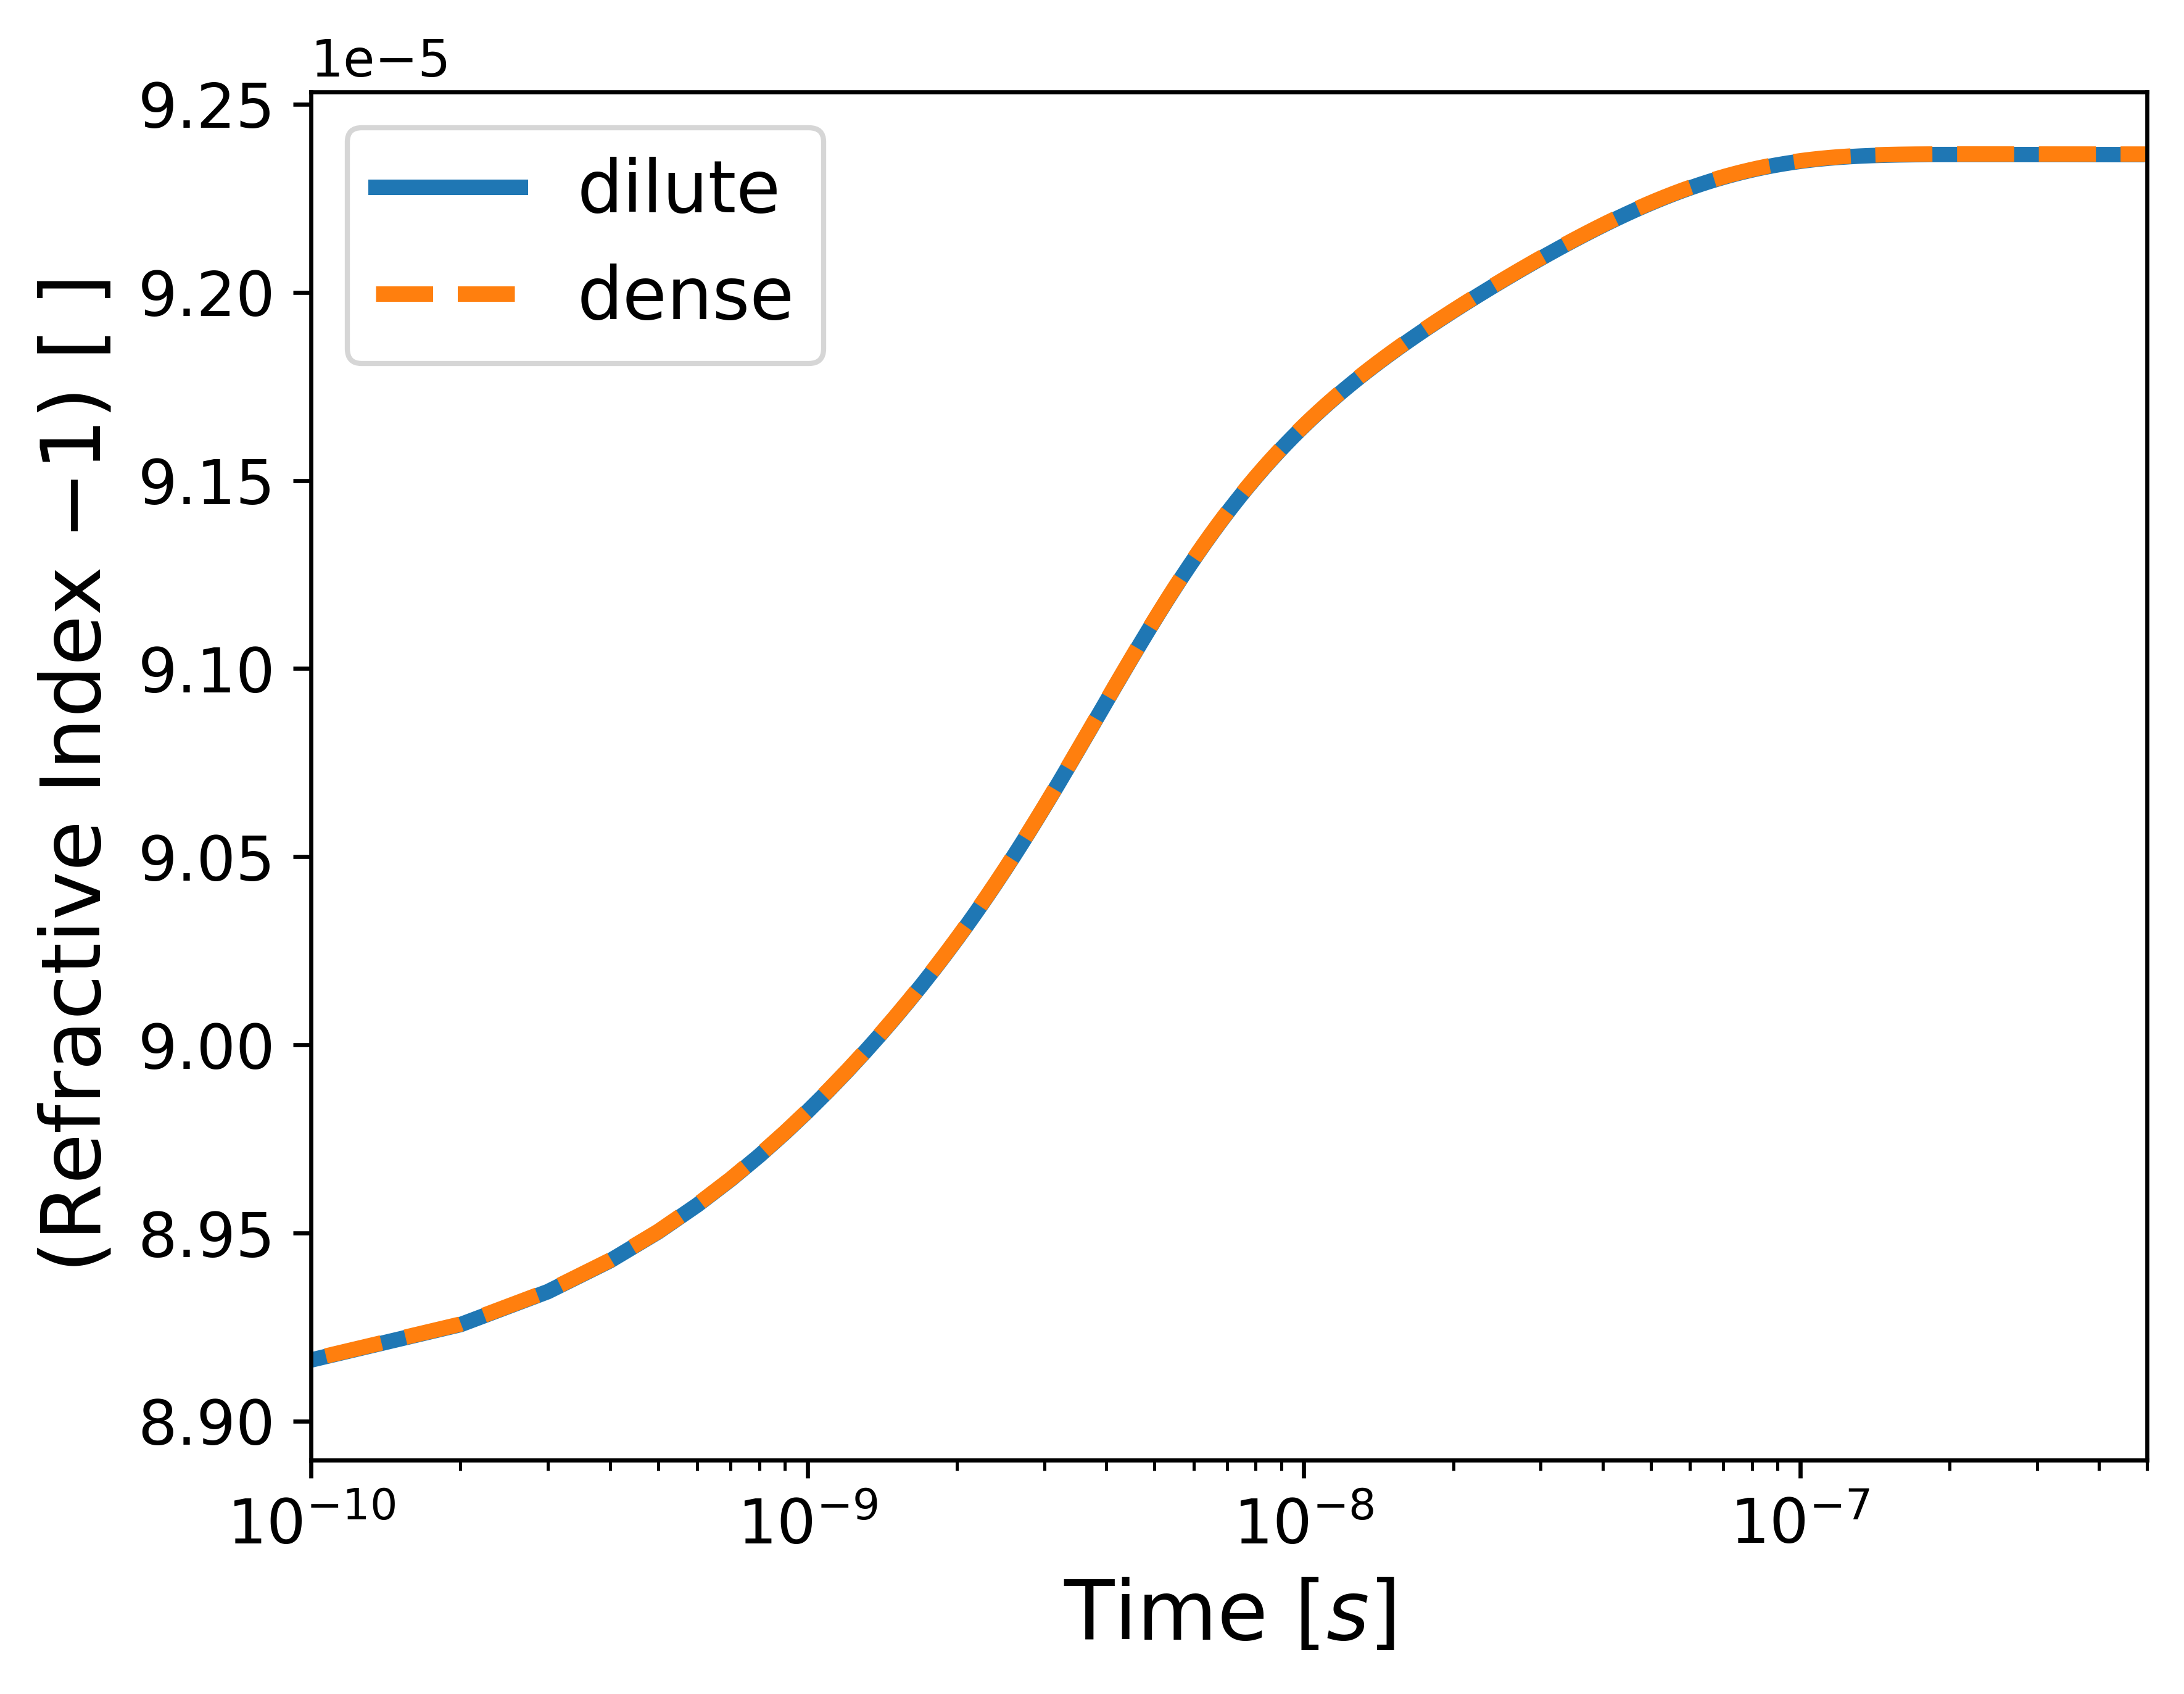 1e−5
9.25
9.20
9.15
9.10
9.05
9.00
8.95
8.90
(Refractive Index −1) [ ]
dilute
dense
10⁻¹⁰
10⁻⁹
10⁻⁸
10⁻⁷
Time [s]